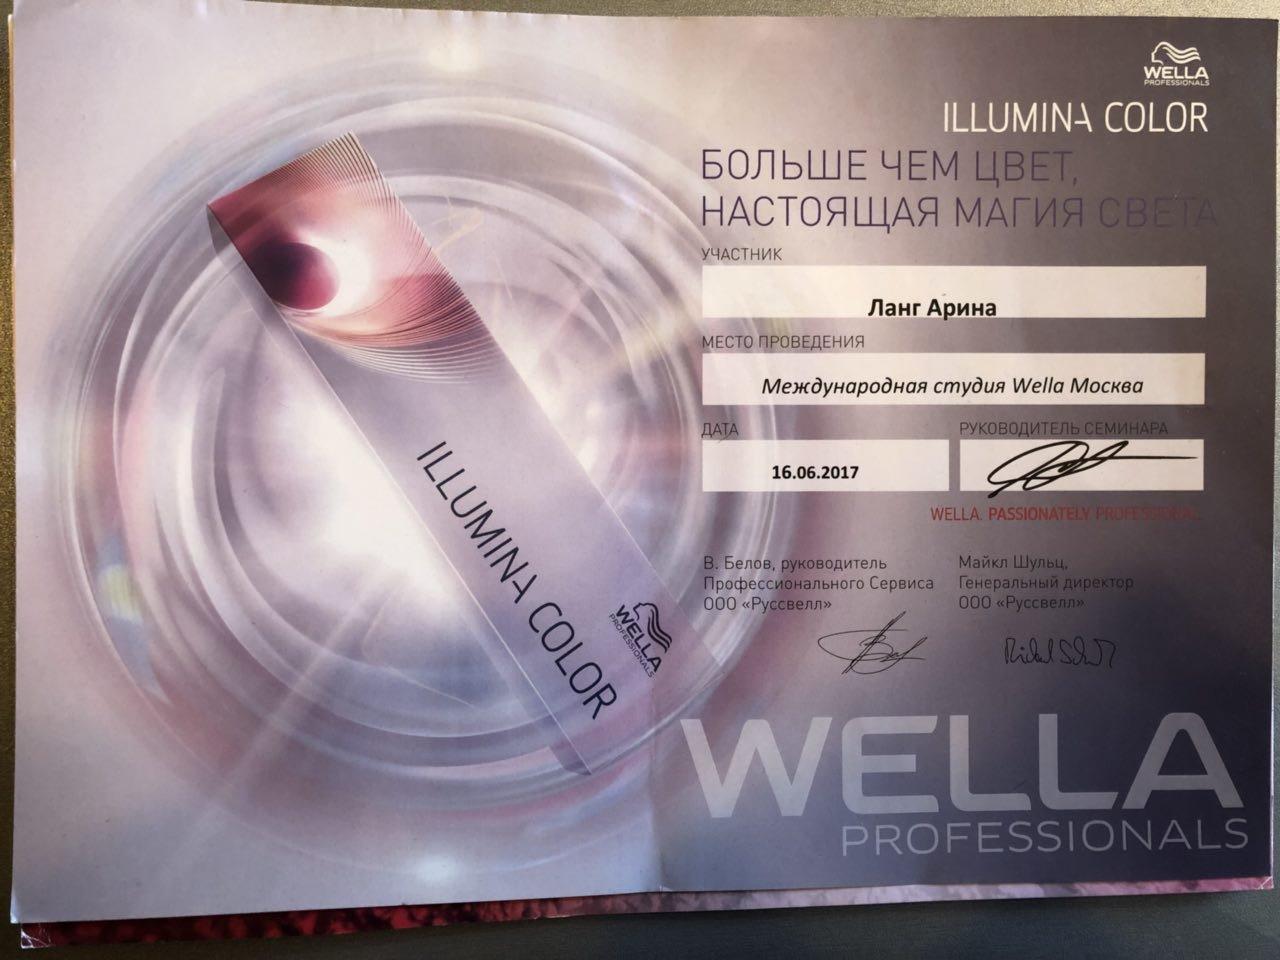 WELLA
PROFESSIONALS
ILLUMINA COLOR
БОЛЬШЕ ЧЕМ ЦВЕТ,
НАСТОЯЩАЯ МАГИЯ СВЕТА
УЧАСТНИК
Ланг Арина
МЕСТО ПРОВЕДЕНИЯ
Международная студия Wella Москва
ДАТА
РУКОВОДИТЕЛЬ СЕМИНАРА
16.06.2017
WELLA. PASSIONATELY PROFESSIONAL.
В. Белов, руководитель
Профессионального Сервиса
ООО «Руссвелл»
Майкл Шульц,
Генеральный директор
ООО «Руссвелл»
ILLUMINA COLOR
WELLA
PROFESSIONALS
WELLA
PROFESSIONALS